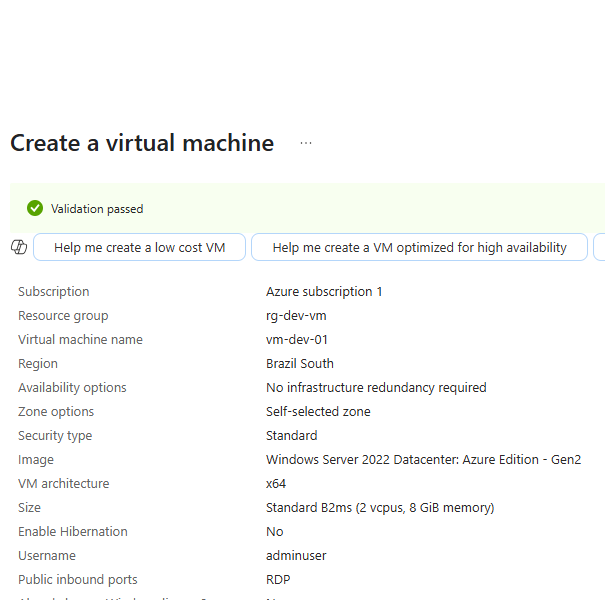 Create a virtual machine ...
Validation passed
Help me create a low cost VM Help me create a VM optimized for high availability
Subscription Azure subscription 1
Resource group rg-dev-vm
Virtual machine name vm-dev-01
Region Brazil South
Availability options No infrastructure redundancy required
Zone options Self-selected zone
Security type Standard
Image Windows Server 2022 Datacenter: Azure Edition - Gen2
VM architecture x64
Size Standard B2ms (2 vcpus, 8 GiB memory)
Enable Hibernation No
Username adminuser
Public inbound ports RDP